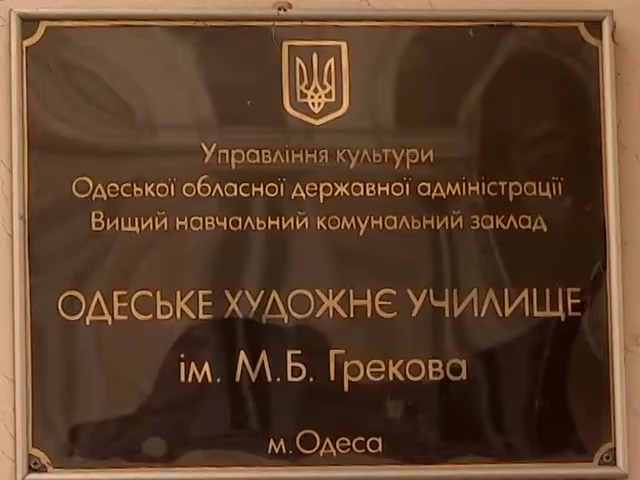 Управління культури
Одеської обласної державної адміністрації
Вищий навчальний комунальний заклад
ОДЕСЬКЕ ХУДОЖНЄ УЧИЛИЩЕ
ім. М.Б. Грекова
м.Одеса